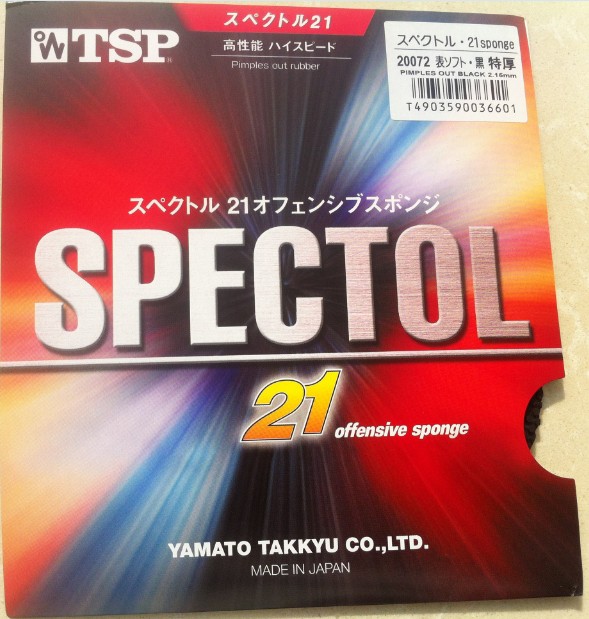 スペクトル21
TSP
高性能 ハイスピード
Pimples out rubber
スペクトル・21sponge
20072 表ソフト・黒 特厚
PIMPLES OUT BLACK 2.15mm
T4903590036601
スペクトル 21オフェンシブスポンジ
SPECTOL
21 offensive sponge
YAMATO TAKKYU CO.,LTD.
MADE IN JAPAN